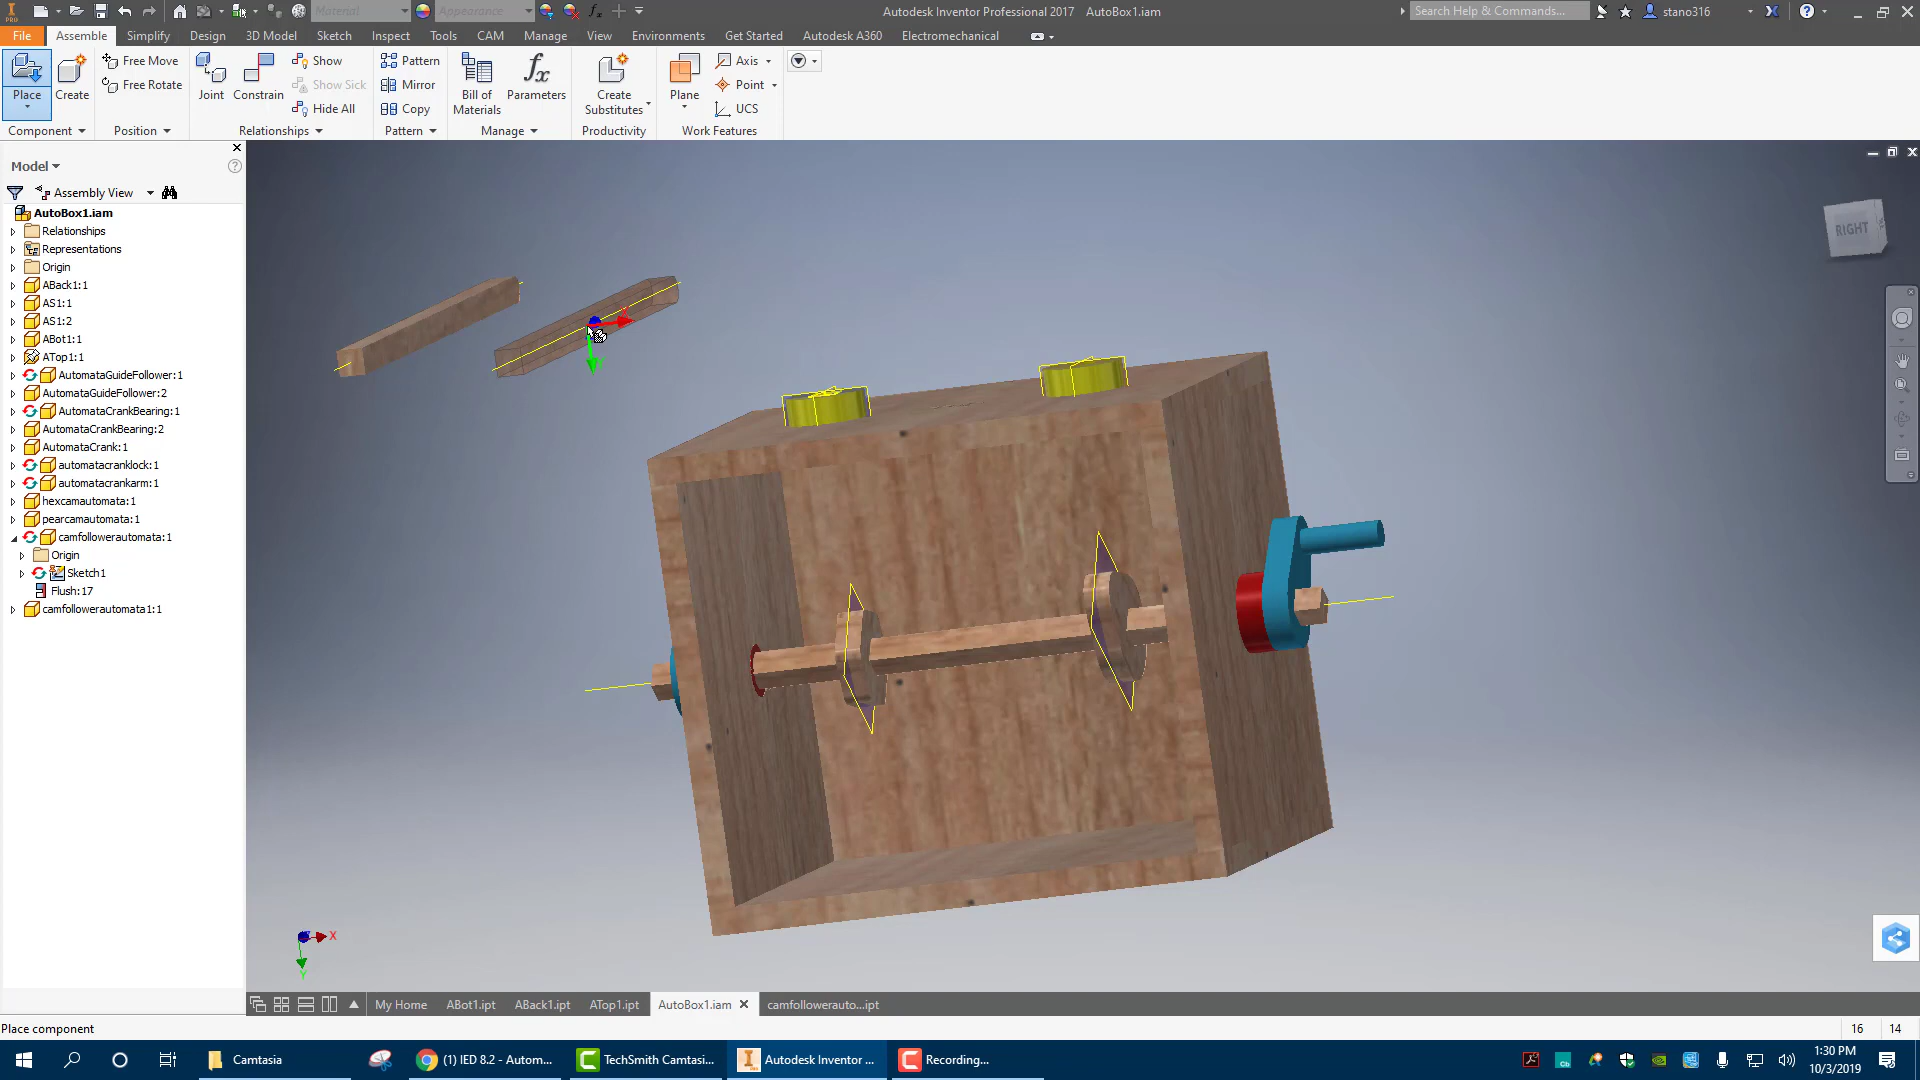 Material
Appearance
Autodesk Inventor Professional 2017 AutoBox1.iam
Search Help & Commands...
stano316
PRO
File Assemble Simplify Design 3D Model Sketch Inspect Tools CAM Manage View Environments Get Started Autodesk A360 Electromechanical
Place
Create
Free Move
Free Rotate
Joint
Constrain
Show
Show Sick
Hide All
Pattern
Mirror
Copy
Bill of
Materials
Parameters
Create
Substitutes
Plane
Axis
Point
UCS
Component
Position
Relationships
Pattern
Manage
Productivity
Work Features
Model
Assembly View
AutoBox1.iam
Relationships
Representations
Origin
ABack1:1
AS1:1
AS1:2
ABot1:1
ATop1:1
AutomataGuideFollower:1
AutomataGuideFollower:2
AutomataCrankBearing:1
AutomataCrankBearing:2
AutomataCrank:1
automatacranklock:1
automatacrankarm:1
hexcamautomata:1
pearcamautomata:1
camfollowerautomata:1
Origin
Sketch1
Flush:17
camfollowerautomata1:1
RIGHT
X
Y
My Home ABot1.ipt ABack1.ipt ATop1.ipt AutoBox1.iam camfollowerauto...ipt
Place component
16 14
Camtasia
(1) IED 8.2 - Autom...
TechSmith Camtasi...
Autodesk Inventor ...
Recording...
1:30 PM
10/3/2019